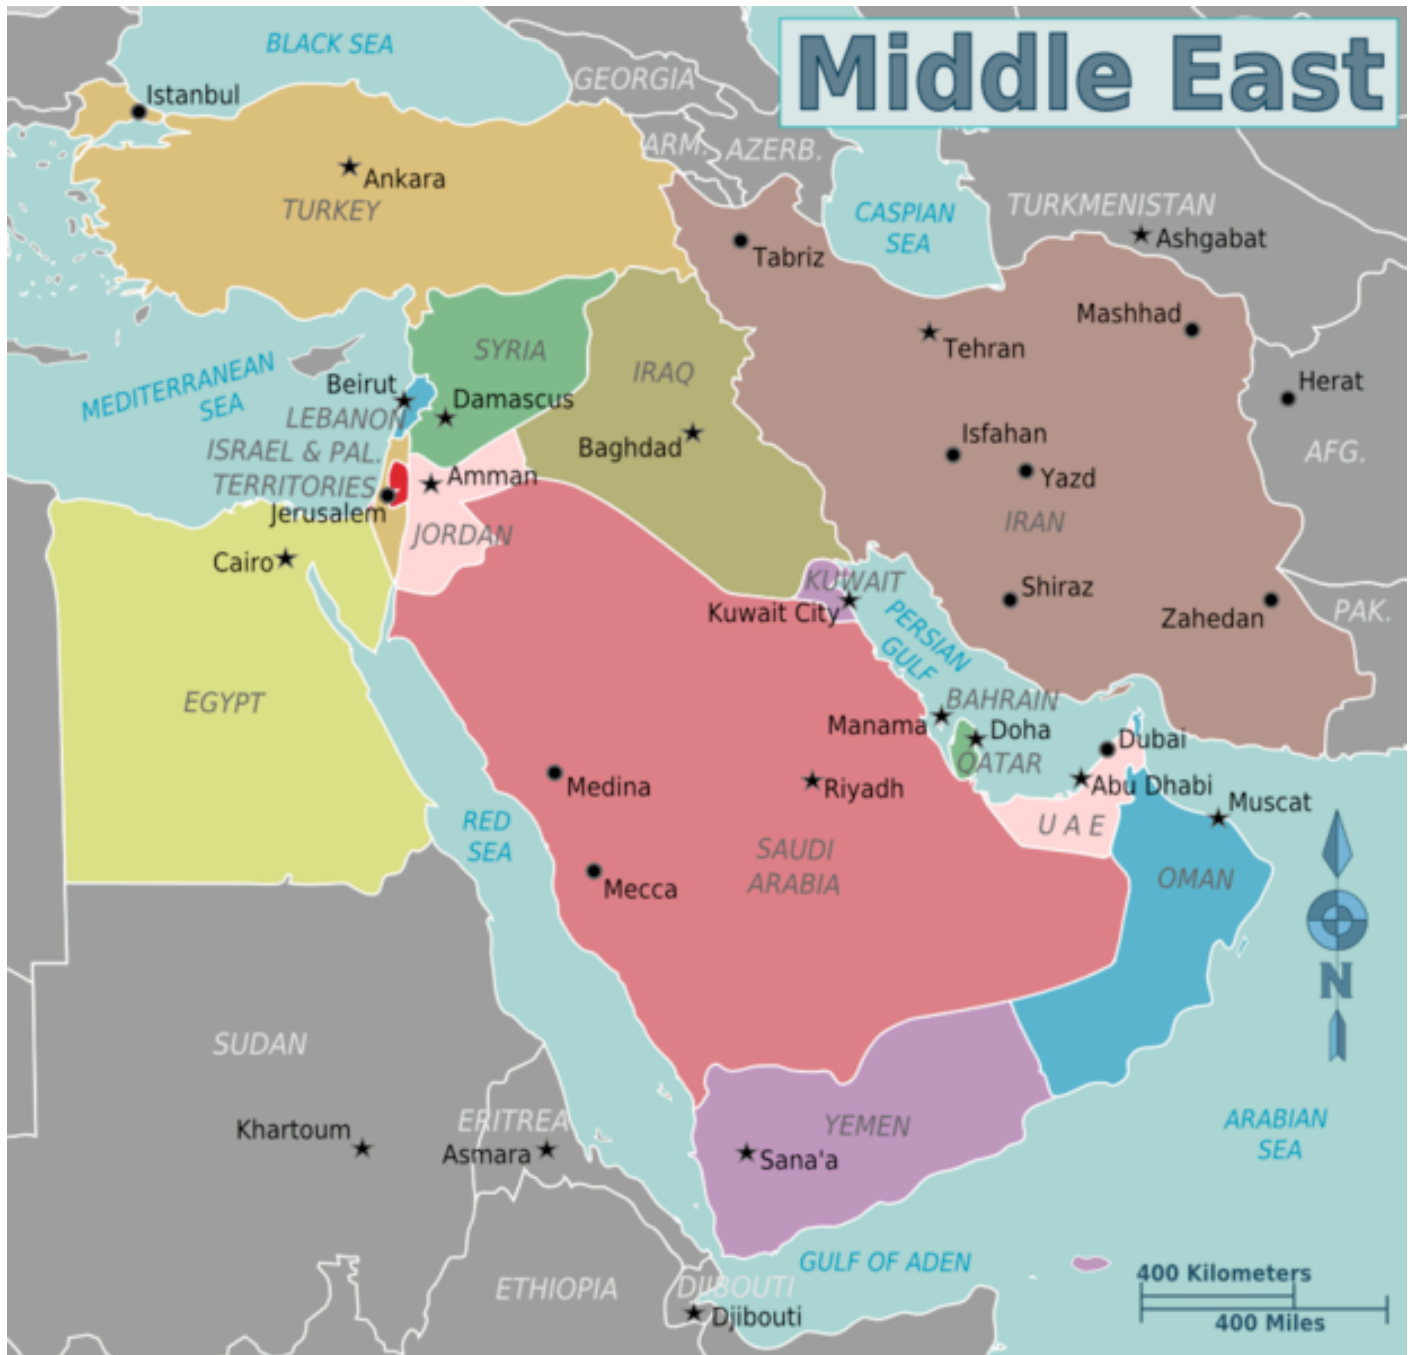 Middle East
BLACK SEA
GEORGIA
Istanbul
ARM.
AZERB.
Ankara
TURKEY
CASPIAN
SEA
TURKMENISTAN
Ashgabat
Tabriz
Mashhad
Tehran
SYRIA
IRAQ
MEDITERRANEAN
SEA
Beirut
Damascus
LEBANON
Herat
Baghdad
Isfahan
AFG.
ISRAEL & PAL.
TERRITORIES
Amman
Yazd
Jerusalem
JORDAN
IRAN
Cairo
KUWAIT
Kuwait City
Shiraz
Zahedan
PAK.
PERSIAN
GULF
EGYPT
BAHRAIN
Manama
Doha
Dubai
QATAR
Medina
Riyadh
Abu Dhabi
Muscat
RED
SEA
U A E
SAUDI
ARABIA
OMAN
Mecca
N
SUDAN
ERITREA
YEMEN
ARABIAN
SEA
Khartoum
Asmara
Sana'a
GULF OF ADEN
400 Kilometers
400 Miles
ETHIOPIA
DJIBOUTI
Djibouti